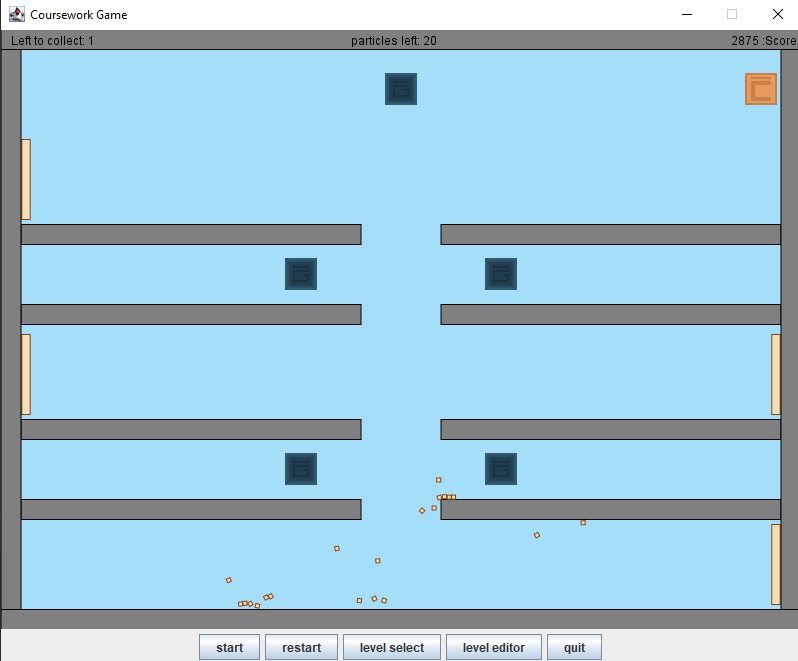 Coursework Game
Left to collect: 1 particles left: 20 2875 :Score
C
G
G G
G G
start restart level select level editor quit